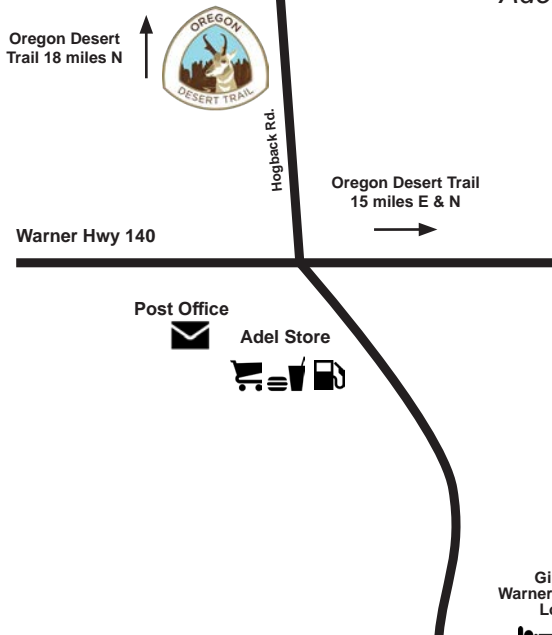 Oregon Desert
Trail 18 miles N
OREGON
DESERT TRAIL
Hogback Rd.
Oregon Desert Trail
15 miles E & N
Warner Hwy 140
Post Office
Adel Store
Warner